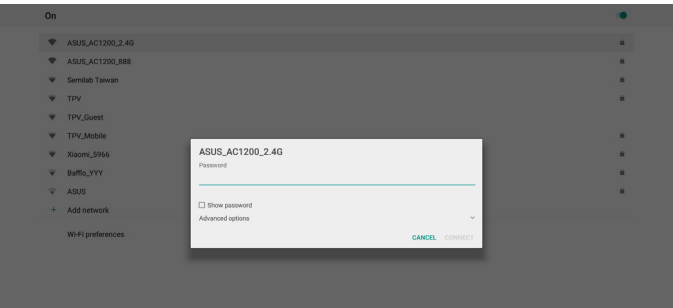 On
ASUS_AC1200_2.4G
ASUS_AC1200_888
Semilab Taiwan
TPV
TPV_Guest
TPV_Mobile
Xiaomi_5966
Baffio_YYY
ASUS
+ Add network
Wi-Fi preferences
ASUS_AC1200_2.4G
Password
Show password
Advanced options
CANCEL CONNECT